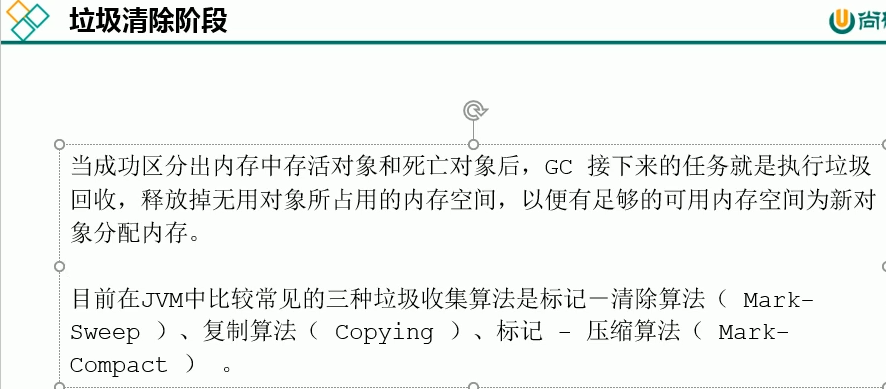 垃圾清除阶段
尚
当成功区分出内存中存活对象和死亡对象后，GC 接下来的任务就是执行垃圾
回收，释放掉无用对象所占用的内存空间，以便有足够的可用内存空间为新对
象分配内存。
目前在JVM中比较常见的三种垃圾收集算法是标记－清除算法（ Mark-
Sweep ）、复制算法（ Copying ）、标记 - 压缩算法（ Mark-
Compact ） 。